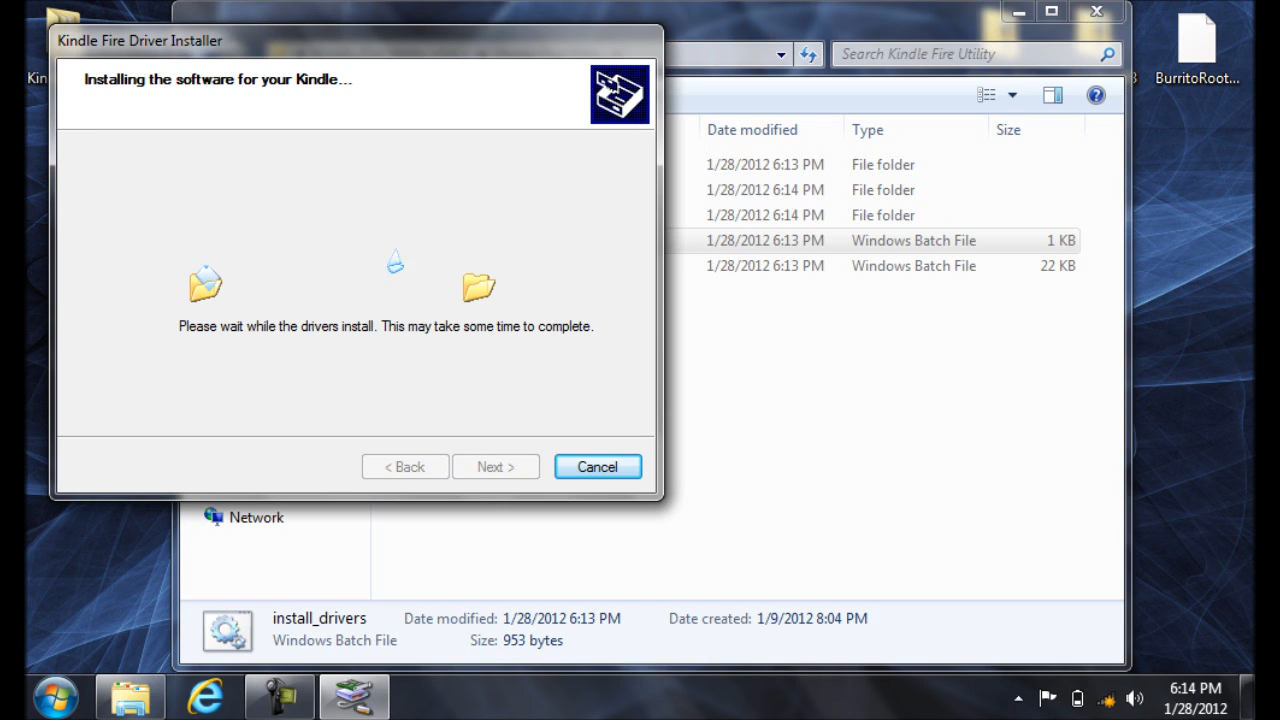 Kindle Fire Driver Installer
Installing the software for your Kindle...
Please wait while the drivers install. This may take some time to complete.
< Back
Next >
Cancel
Kin
Search Kindle Fire Utility
3
BurritoRoot...
Date modified Type Size
1/28/2012 6:13 PM File folder
1/28/2012 6:14 PM File folder
1/28/2012 6:14 PM File folder
1/28/2012 6:13 PM Windows Batch File 1 KB
1/28/2012 6:13 PM Windows Batch File 22 KB
Network
install_drivers Date modified: 1/28/2012 6:13 PM Date created: 1/9/2012 8:04 PM
Windows Batch File Size: 953 bytes
6:14 PM
1/28/2012